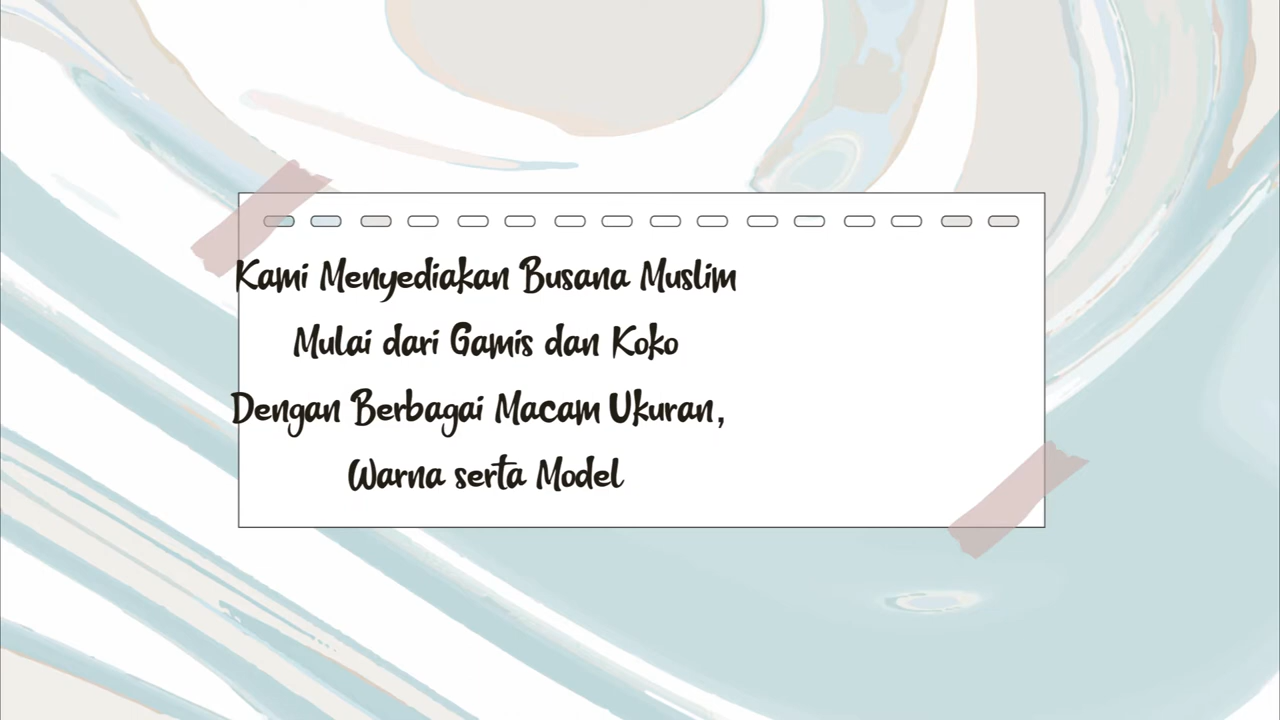 Kami Menyediakan Busana Muslim
Mulai dari Gamis dan Koko
Dengan Berbagai Macam Ukuran,
Warna serta Model